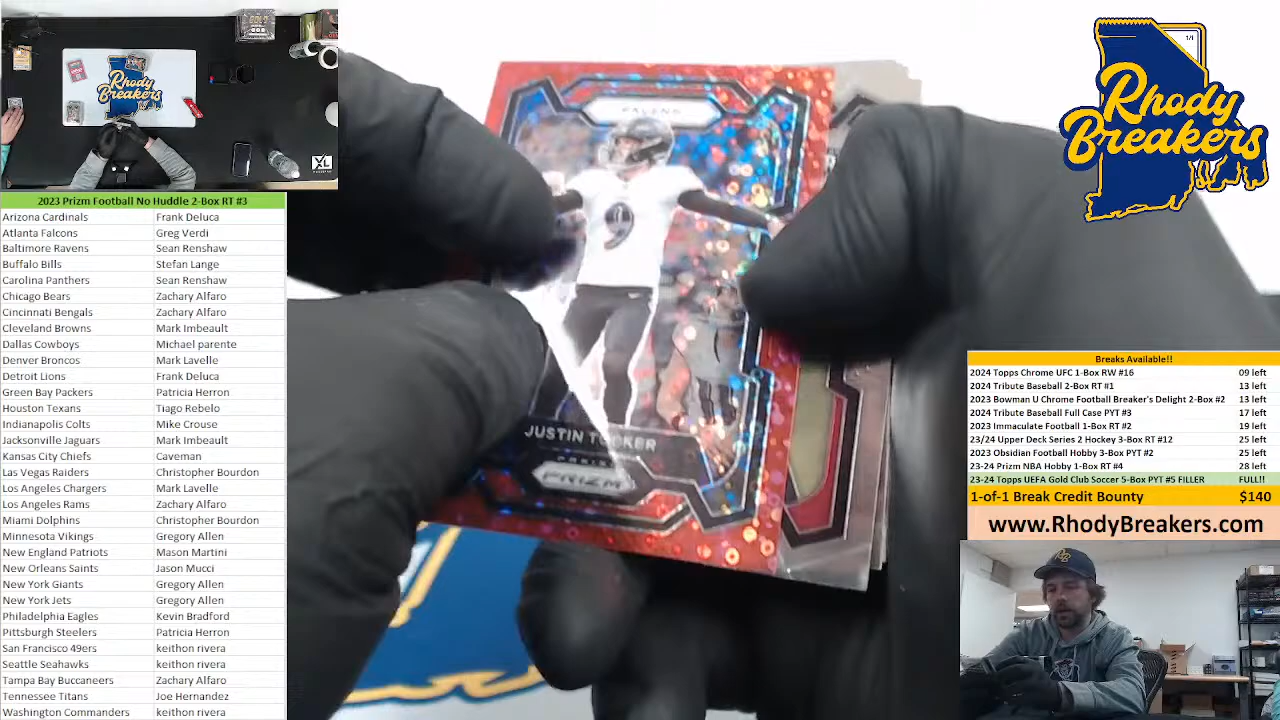 Rhody
Breakers
XL
2023 Prizm Football No Huddle 2-Box RT #3
Arizona Cardinals Frank Deluca
Atlanta Falcons Greg Verdi
Baltimore Ravens Sean Renshaw
Buffalo Bills Stefan Lange
Carolina Panthers Sean Renshaw
Chicago Bears Zachary Alfaro
Cincinnati Bengals Zachary Alfaro
Cleveland Browns Mark Imbeault
Dallas Cowboys Michael parente
Denver Broncos Mark Lavelle
Detroit Lions Frank Deluca
Green Bay Packers Patricia Herron
Houston Texans Tiago Rebelo
Indianapolis Colts Mike Crouse
Jacksonville Jaguars Mark Imbeault
Kansas City Chiefs Caveman
Las Vegas Raiders Christopher Bourdon
Los Angeles Chargers Mark Lavelle
Los Angeles Rams Zachary Alfaro
Miami Dolphins Christopher Bourdon
Minnesota Vikings Gregory Allen
New England Patriots Mason Martini
New Orleans Saints Jason Mucci
New York Giants Gregory Allen
New York Jets Gregory Allen
Philadelphia Eagles Kevin Bradford
Pittsburgh Steelers Patricia Herron
San Francisco 49ers keithon rivera
Seattle Seahawks keithon rivera
Tampa Bay Buccaneers Zachary Alfaro
Tennessee Titans Joe Hernandez
Washington Commanders keithon rivera
RAVENS
9
JUSTIN TUCKER
PRIZM
1/1
Rhody
Breakers
Breaks Available!!
2024 Topps Chrome UFC 1-Box RW #16 09 left
2024 Tribute Baseball 2-Box RT #1 13 left
2023 Bowman U Chrome Football Breaker's Delight 2-Box #2 13 left
2024 Tribute Baseball Full Case PYT #3 17 left
2023 Immaculate Football 1-Box RT #2 19 left
23/24 Upper Deck Series 2 Hockey 3-Box RT #12 25 left
2023 Obsidian Football Hobby 3-Box PYT #2 25 left
23-24 Prizm NBA Hobby 1-Box RT #4 28 left
23-24 Topps UEFA Gold Club Soccer 5-Box PYT #5 FILLER FULL!!
1-of-1 Break Credit Bounty $140
www.RhodyBreakers.com